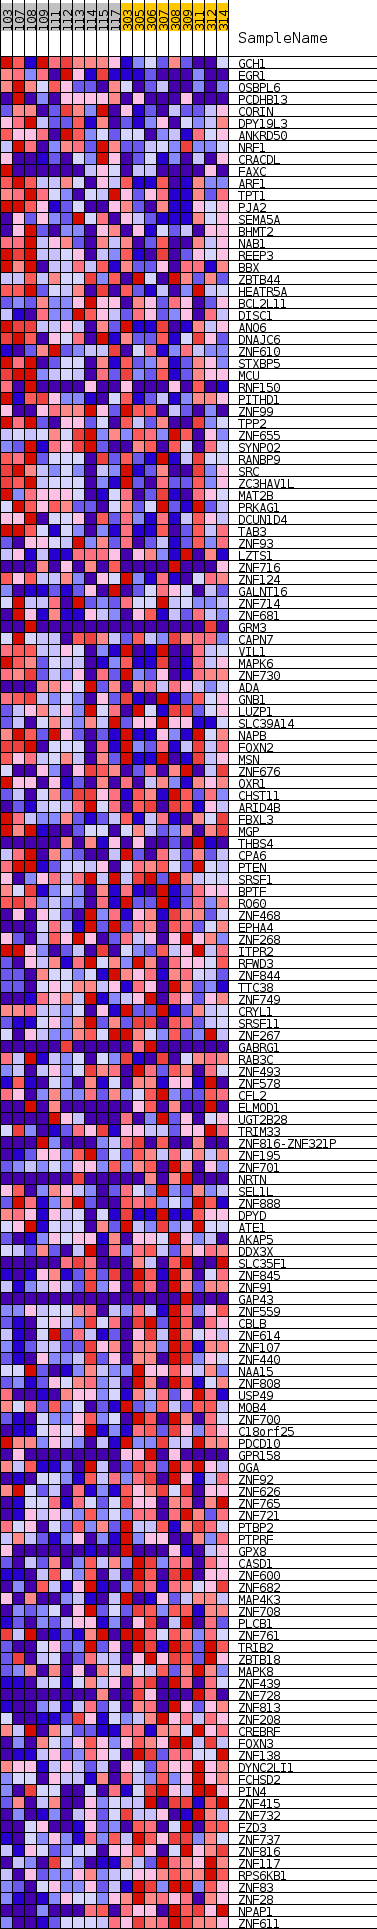 103 107 108 109 111 112 113 114 115 117 303 305 306 307 308 309 311 312 314
SampleName
GCH1
EGR1
OSBPL6
PCDHB13
CORIN
DPY19L3
ANKRD50
NRF1
CRACDL
FAXC
ARF1
TPT1
PJA2
SEMA5A
BHMT2
NAB1
REEP3
BBX
ZBTB44
HEATR5A
BCL2L11
DISC1
ANO6
DNAJC6
ZNF610
STXBP5
MCU
RNF150
PITHD1
ZNF99
TPP2
ZNF655
SYNPO2
RANBP9
SRC
ZC3HAV1L
MAT2B
PRKAG1
DCUN1D4
TAB3
ZNF93
LZTS1
ZNF716
ZNF124
GALNT16
ZNF714
ZNF681
GRM3
CAPN7
VIL1
MAPK6
ZNF730
ADA
GNB1
LUZP1
SLC39A14
NAPB
FOXN2
MSN
ZNF676
OXR1
CHST11
ARID4B
FBXL3
MGP
THBS4
CPA6
PTEN
SRSF1
BPTF
RO60
ZNF468
EPHA4
ZNF268
ITPR2
RFWD3
ZNF844
TTC38
ZNF749
CRYL1
SRSF11
ZNF267
GABRG1
RAB3C
ZNF493
ZNF578
CFL2
ELMOD1
UGT2B28
TRIM33
ZNF816-ZNF321P
ZNF195
ZNF701
NRTN
SEL1L
ZNF888
DPYD
ATE1
AKAP5
DDX3X
SLC35F1
ZNF845
ZNF91
GAP43
ZNF559
CBLB
ZNF614
ZNF107
ZNF440
NAA15
ZNF808
USP49
MOB4
ZNF700
C18orf25
PDCD10
GPR158
OGA
ZNF92
ZNF626
ZNF765
ZNF721
PTBP2
PTPRF
GPX8
CASD1
ZNF600
ZNF682
MAP4K3
ZNF708
PLCB1
ZNF761
TRIB2
ZBTB18
MAPK8
ZNF439
ZNF728
ZNF813
ZNF208
CREBRF
FOXN3
ZNF138
DYNC2LI1
FCHSD2
PIN4
ZNF415
ZNF732
FZD3
ZNF737
ZNF816
ZNF117
RPS6KB1
ZNF83
ZNF28
NPAP1
ZNF611